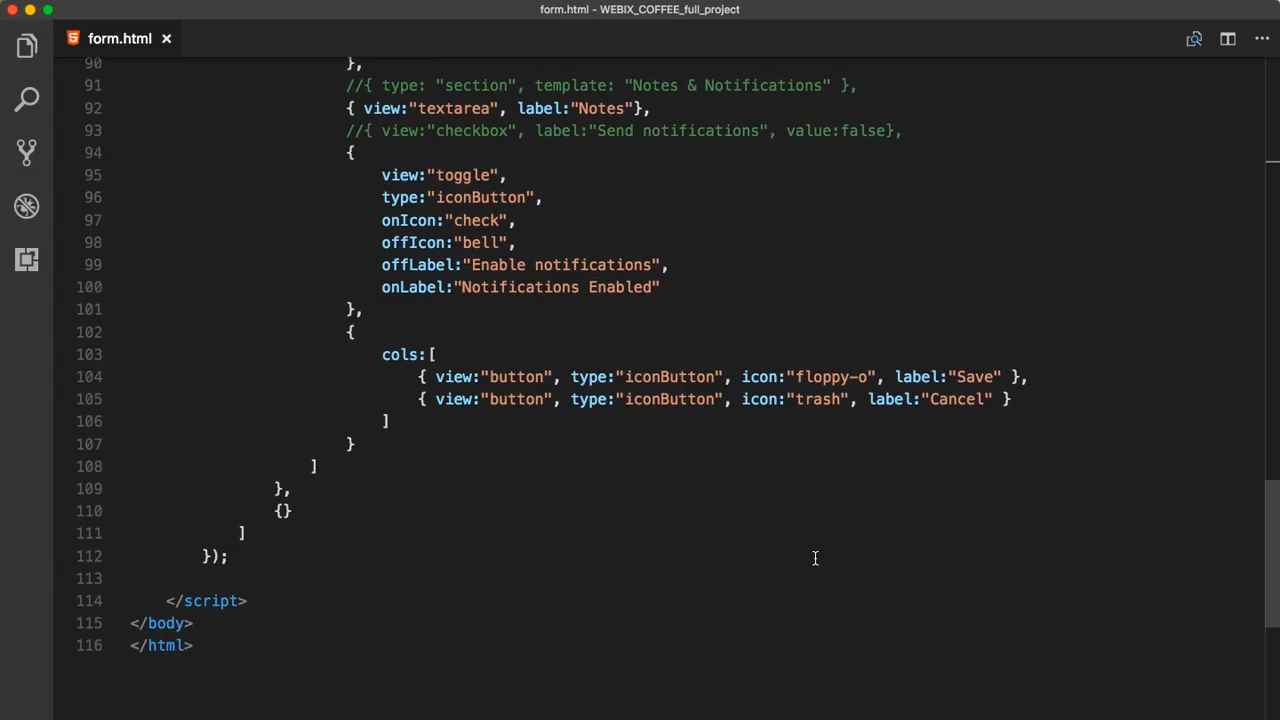 form.html - WEBIX_COFFEE_full_project
form.html ×
90 },
91 //{ type: "section", template: "Notes & Notifications" },
92 { view:"textarea", label:"Notes"},
93 //{ view:"checkbox", label:"Send notifications", value:false},
94 {
95 view:"toggle",
96 type:"iconButton",
97 onIcon:"check",
98 offIcon:"bell",
99 offLabel:"Enable notifications",
100 onLabel:"Notifications Enabled"
101 },
102 {
103 cols:[
104 { view:"button", type:"iconButton", icon:"floppy-o", label:"Save" },
105 { view:"button", type:"iconButton", icon:"trash", label:"Cancel" }
106 ]
107 }
108 ]
109 },
110 {}
111 ]
112 });
113
114 </script>
115 </body>
116 </html>